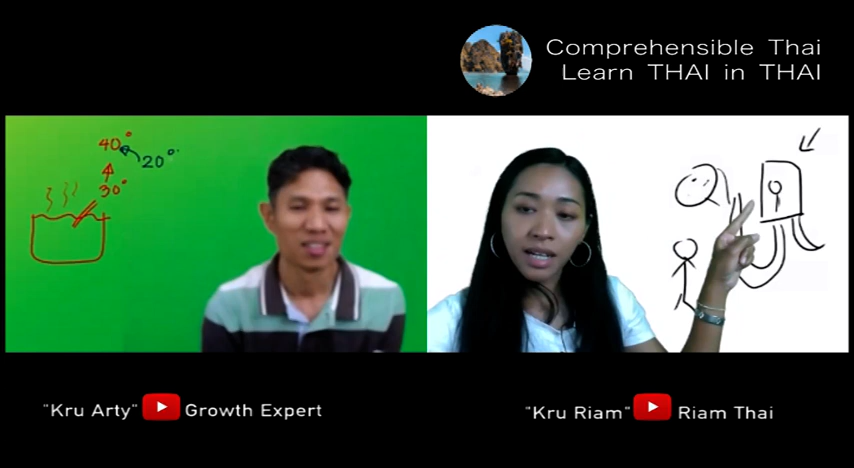 Comprehensible Thai
Learn THAI in THAI
40°
20°
30°
"Kru Arty" Growth Expert
"Kru Riam" Riam Thai